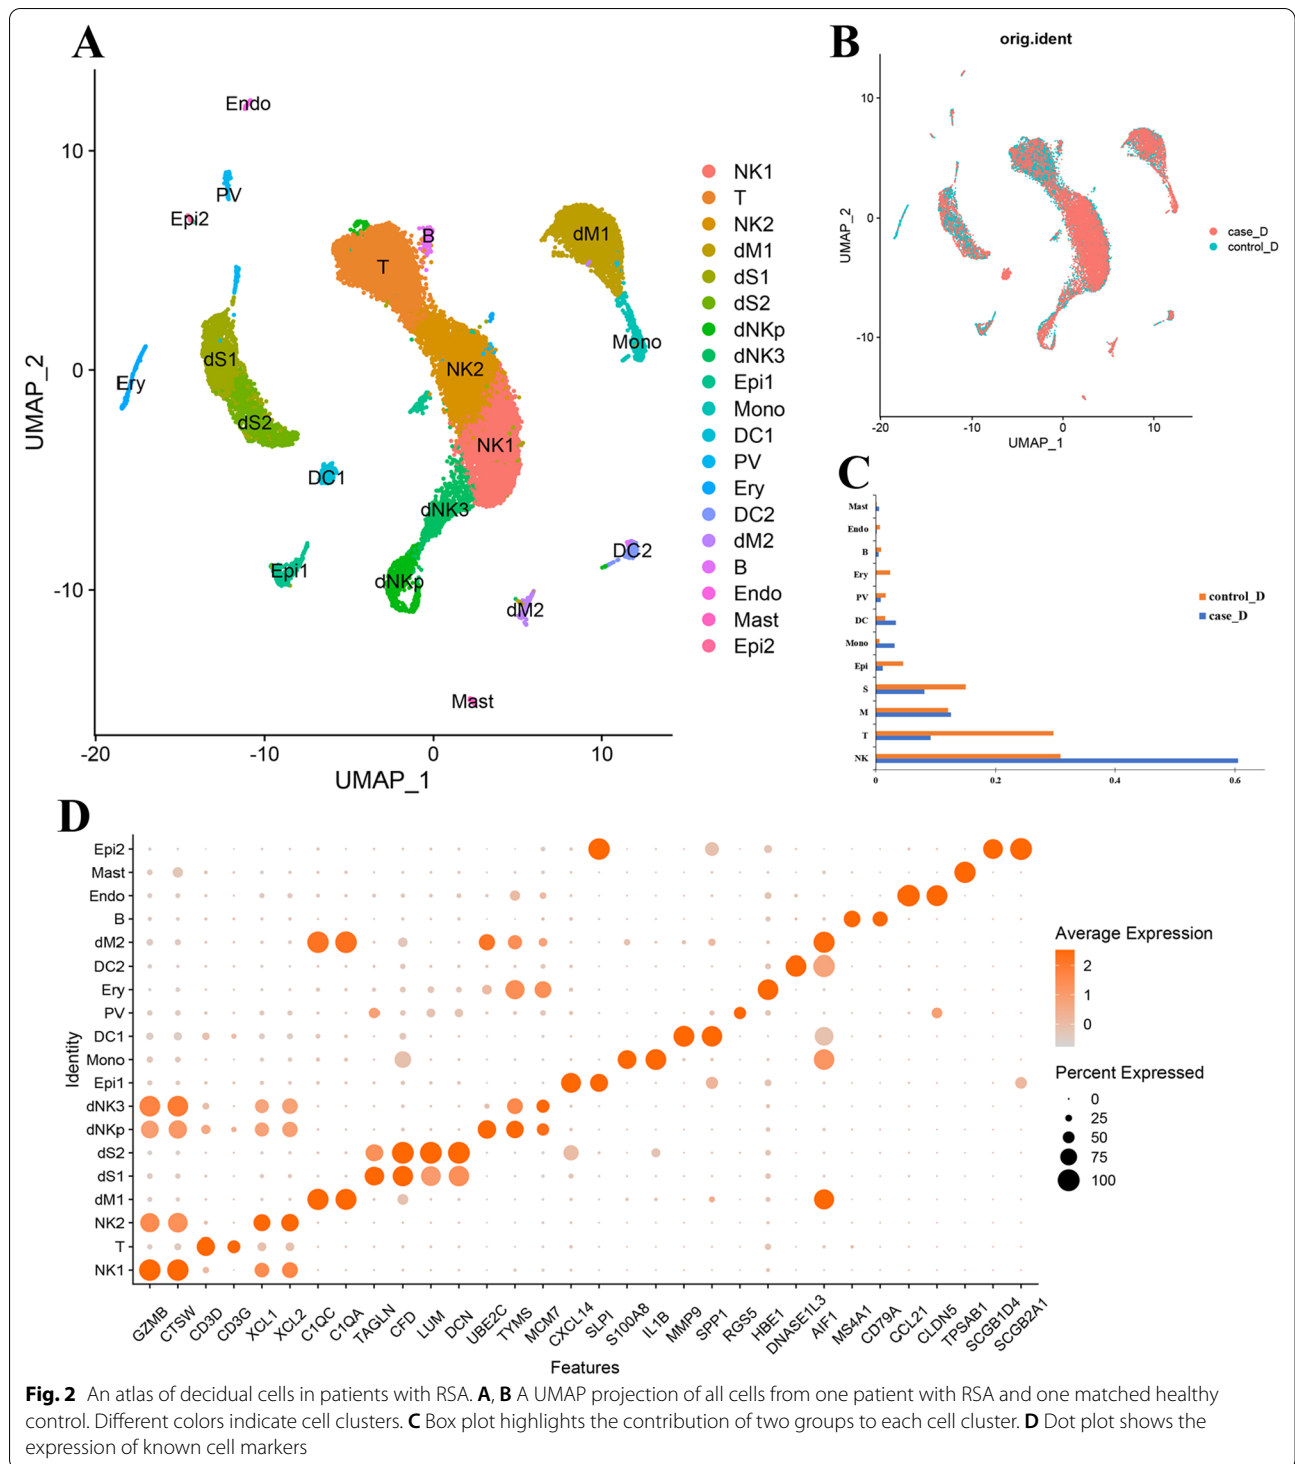 A
Endo
PV
Epi2
B
T
dM1
Mono
NK2
dS1
Ery
dS2
NK1
DC1
dNK3
Epi1
dNKp
DC2
dM2
Mast
10
0
-10
UMAP_2
-20
-10
0
10
UMAP_1
NK1
T
NK2
dM1
dS1
dS2
dNKp
dNK3
Epi1
Mono
DC1
PV
Ery
DC2
dM2
B
Endo
Mast
Epi2
B
orig.ident
10
0
-10
UMAP_2
-20
-10
0
10
UMAP_1
case_D
control_D
C
Mast
Endo
B
Ery
PV
DC
Mono
Epi
S
M
T
NK
0
0.2
0.4
0.6
control_D
case_D
D
Epi2
Mast
Endo
B
dM2
DC2
Ery
PV
DC1
Mono
Epi1
dNK3
dNKp
dS2
dS1
dM1
NK2
T
NK1
Identity
GZMB
CTSW
CD3D
CD3G
XCL1
XCL2
C1QC
C1QA
TAGLN
CFD
LUM
DCN
UBE2C
TYMS
MCM7
CXCL14
SLPI
S100A8
IL1B
MMP9
SPP1
RGS5
HBE1
DNASE1L3
AIF1
MS4A1
CD79A
CCL21
CLDN5
TPSAB1
SCGB1D4
SCGB2A1
Features
Average Expression
2
1
0
Percent Expressed
0
25
50
75
100
Fig. 2 An atlas of decidual cells in patients with RSA. A, B A UMAP projection of all cells from one patient with RSA and one matched healthy
control. Different colors indicate cell clusters. C Box plot highlights the contribution of two groups to each cell cluster. D Dot plot shows the
expression of known cell markers